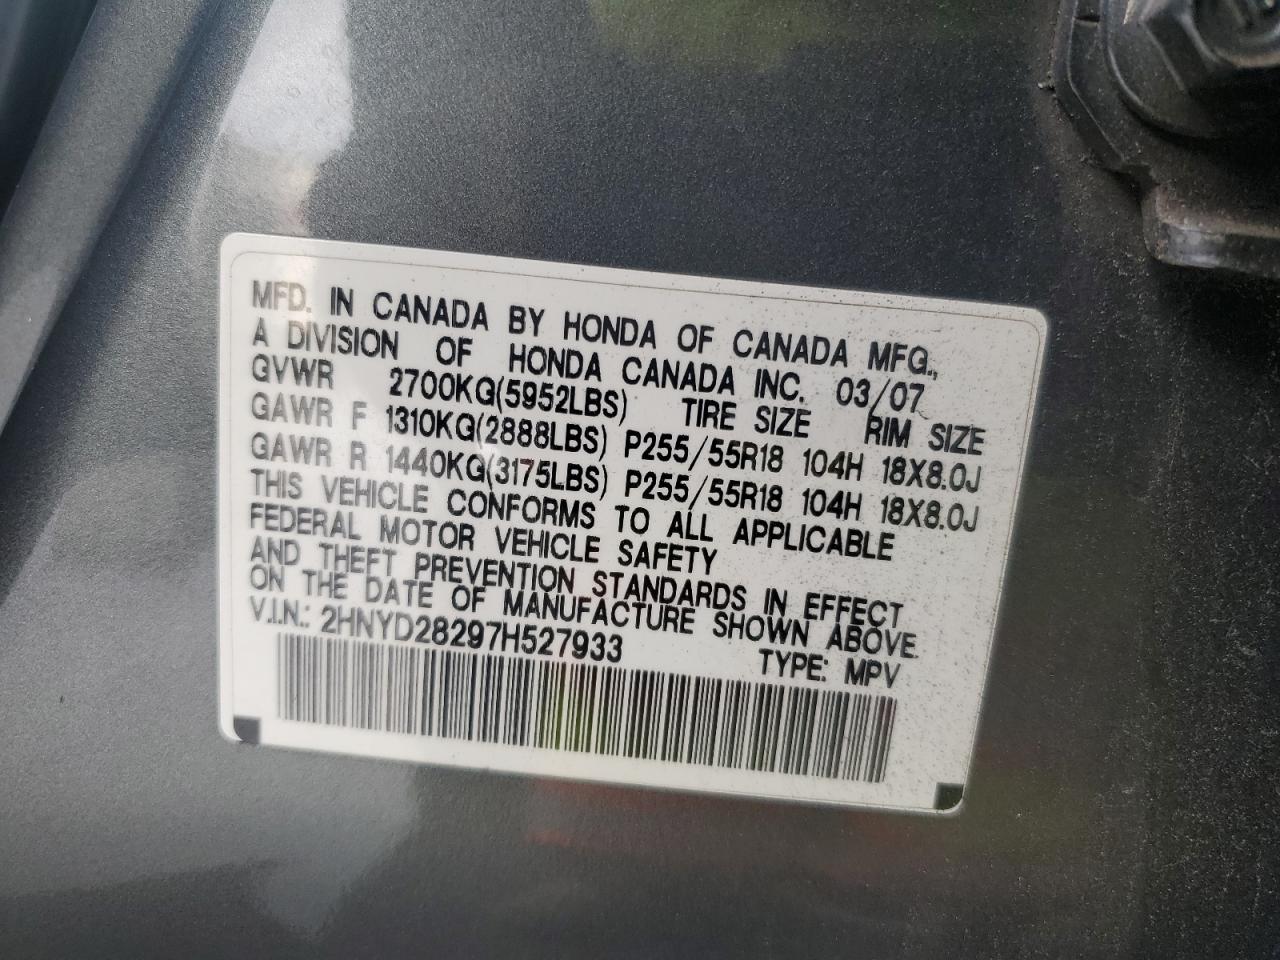 MFD. IN CANADA BY HONDA OF CANADA MFG.,
A DIVISION OF HONDA CANADA INC. 03/07
GVWR 2700KG(5952LBS) TIRE SIZE RIM SIZE
GAWR F 1310KG(2888LBS) P255/55R18 104H 18X8.0J
GAWR R 1440KG(3175LBS) P255/55R18 104H 18X8.0J
THIS VEHICLE CONFORMS TO ALL APPLICABLE
FEDERAL MOTOR VEHICLE SAFETY
AND THEFT PREVENTION STANDARDS IN EFFECT
ON THE DATE OF MANUFACTURE SHOWN ABOVE.
V.I.N.: 2HNYD28297H527933 TYPE: MPV